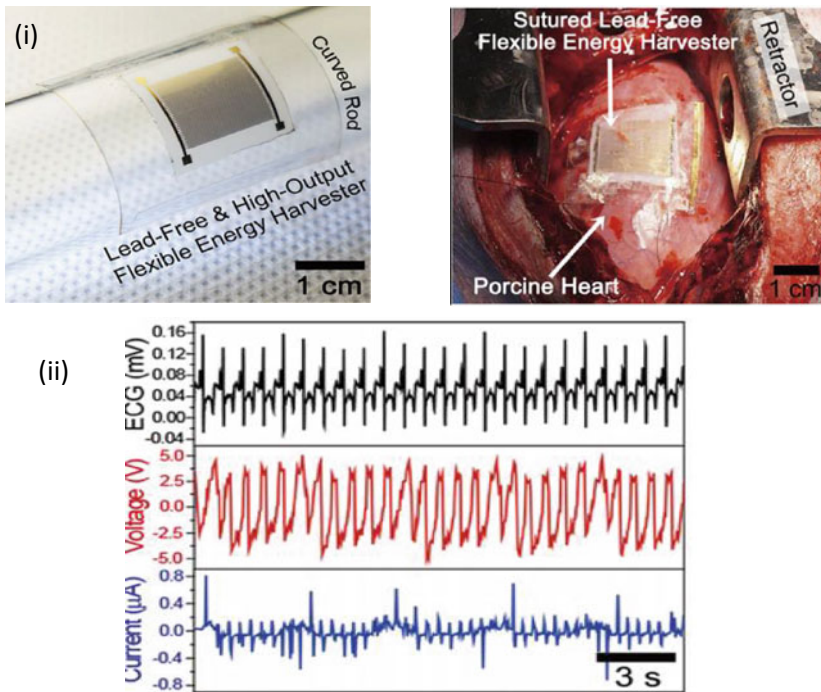 (i)
Curved Rod
Lead-Free & High-Output
Flexible Energy Harvester
1 cm
Sutured Lead-Free
Flexible Energy Harvester
Retractor
Porcine Heart
1 cm
(ii)
ECG (mV)
0.16
0.12
0.08
0.04
0.00
-0.04
Voltage (V)
5.0
2.5
0.0
-2.5
-5.0
Current (µA)
0.8
0.4
0.0
-0.4
-0.8
3 s